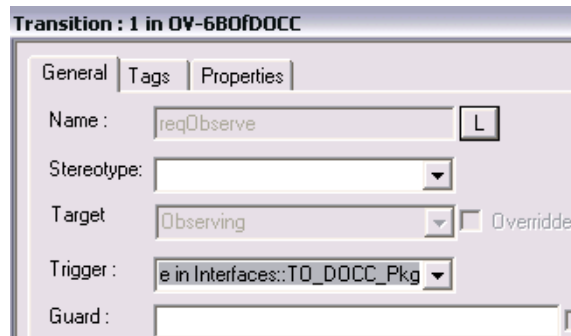 Transition : 1 in OV-6BOfDOCC
General Tags Properties
Name : reqObserve L
Stereotype:
Target Observing Overridde
Trigger : e in Interfaces::TO_DOCC_Pkg
Guard :